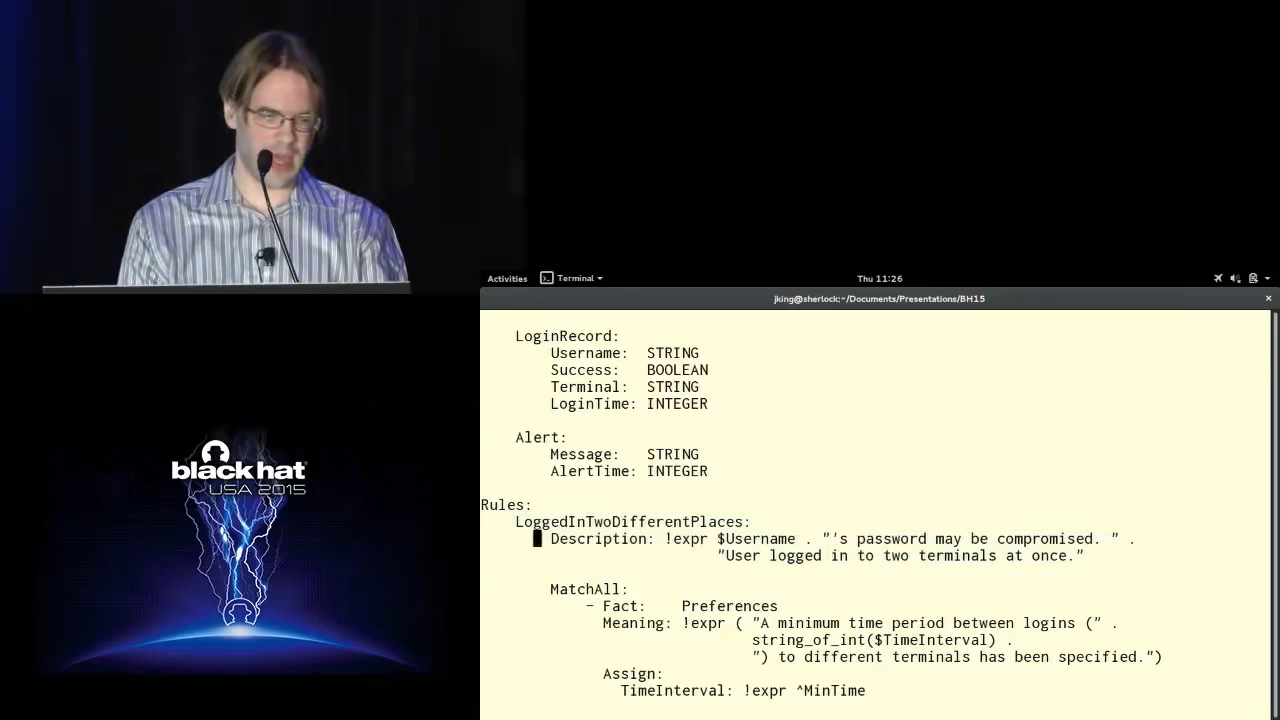 Activities
Terminal
Thu 11:26
jking@sherlock:~/Documents/Presentations/BH15
LoginRecord:
Username: STRING
Success: BOOLEAN
Terminal: STRING
LoginTime: INTEGER
Alert:
Message: STRING
AlertTime: INTEGER
Rules:
LoggedInTwoDifferentPlaces:
Description: !expr $Username . "'s password may be compromised. " .
"User logged in to two terminals at once."
MatchAll:
- Fact: Preferences
Meaning: !expr ( "A minimum time period between logins (" .
string_of_int($TimeInterval) .
") to different terminals has been specified.")
Assign:
TimeInterval: !expr ^MinTime
black hat
USA 2015